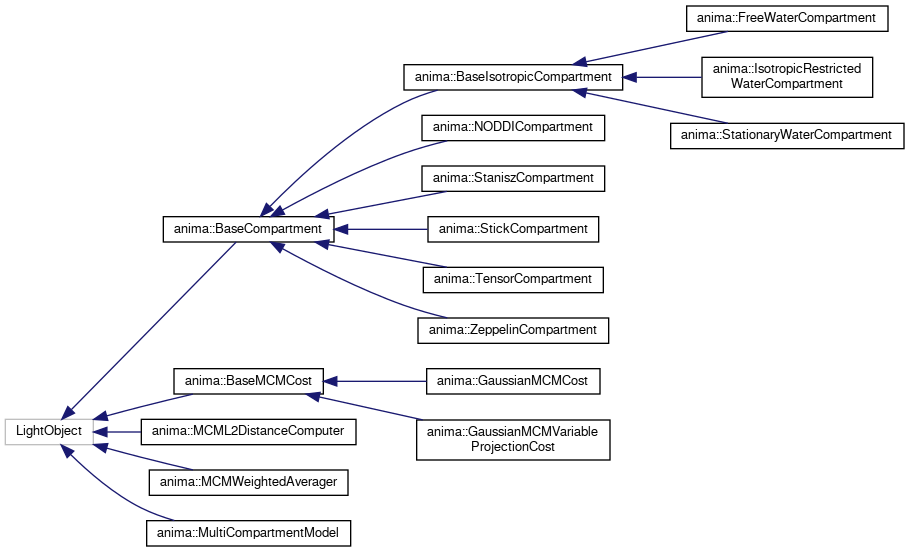 anima::FreeWaterCompartment
anima::IsotropicRestricted
WaterCompartment
anima::BaseIsotropicCompartment
anima::StationaryWaterCompartment
anima::NODDICompartment
anima::StaniszCompartment
anima::BaseCompartment
anima::StickCompartment
anima::TensorCompartment
anima::ZeppelinCompartment
anima::BaseMCMCost
anima::GaussianMCMCost
LightObject
anima::MCML2DistanceComputer
anima::GaussianMCMVariable
ProjectionCost
anima::MCMWeightedAverager
anima::MultiCompartmentModel